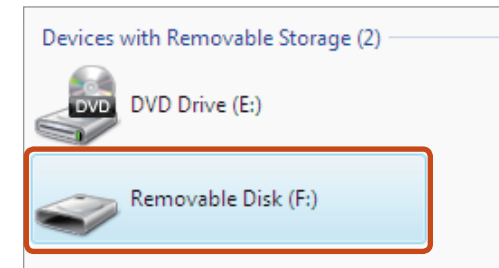 Devices with Removable Storage (2)
DVD
DVD Drive (E:)
Removable Disk (F:)